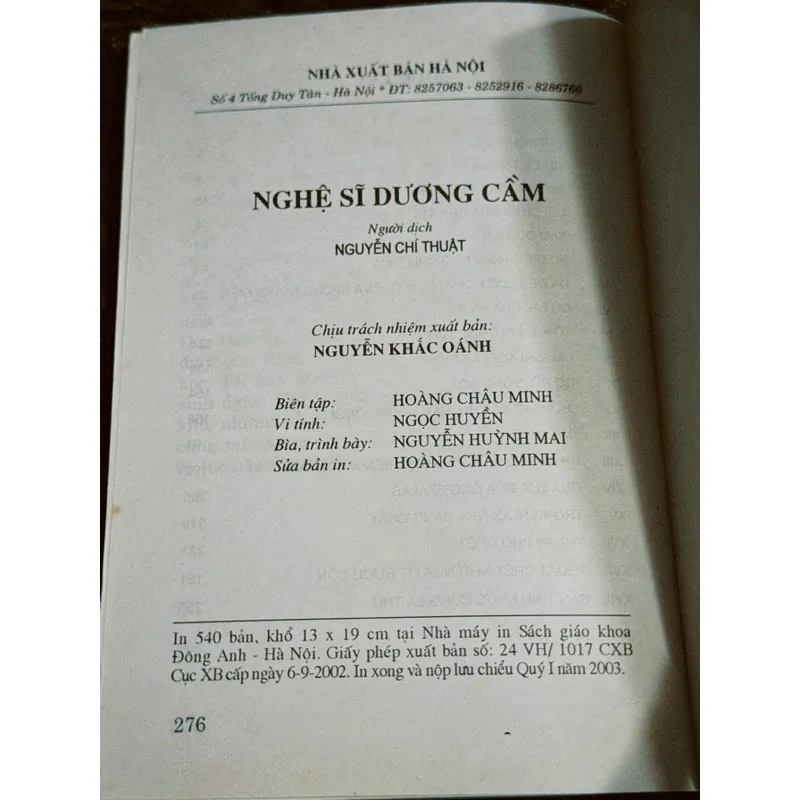 NHÀ XUẤT BẢN HÀ NỘI
Số 4 Tống Duy Tân - Hà Nội * ĐT: 8257063 - 8252916 - 8286766
NGHỆ SĨ DƯƠNG CẦM
Người dịch
NGUYỄN CHÍ THUẬT
Chịu trách nhiệm xuất bản:
NGUYỄN KHẮC OÁNH
Biên tập: HOÀNG CHÂU MINH
Vi tính: NGỌC HUYỀN
Bìa, trình bày: NGUYỄN HUỲNH MAI
Sửa bản in: HOÀNG CHÂU MINH
In 540 bản, khổ 13 x 19 cm tại Nhà máy in Sách giáo khoa
Đông Anh - Hà Nội. Giấy phép xuất bản số: 24 VH/ 1017 CXB
Cục XB cấp ngày 6-9-2002. In xong và nộp lưu chiểu Quý I năm 2003.
276